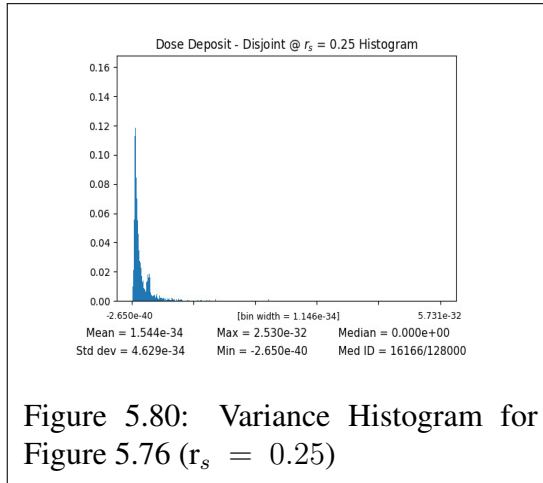 Dose Deposit - Disjoint @ rₛ = 0.25 Histogram
0.16
0.14
0.12
0.10
0.08
0.06
0.04
0.02
0.00
-2.650e-40 [bin width = 1.146e-34] 5.731e-32
Mean = 1.544e-34 Max = 2.530e-32 Median = 0.000e+00
Std dev = 4.629e-34 Min = -2.650e-40 Med ID = 16166/128000
Figure 5.80: Variance Histogram for
Figure 5.76 (rₛ = 0.25)